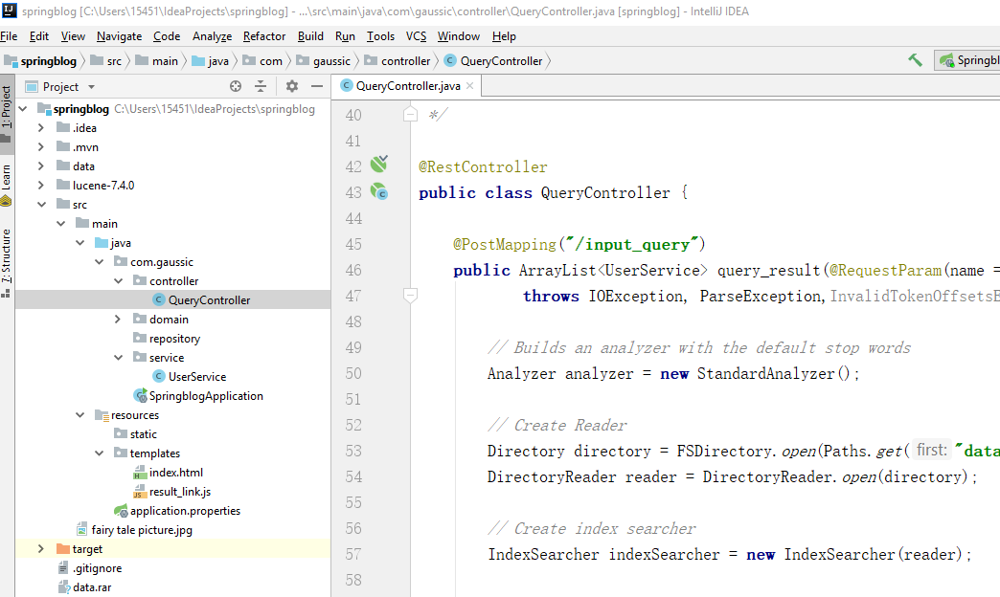 springblog [C:\Users\15451\IdeaProjects\springblog] - ...\src\main\java\com\gaussic\controller\QueryController.java [springblog] - IntelliJ IDEA
File Edit View Navigate Code Analyze Refactor Build Run Tools VCS Window Help
springblog src main java com gaussic controller QueryController Springbl
Project QueryController.java
1: Project
Learn
7: Structure
springblog C:\Users\15451\IdeaProjects\springblog
.idea
.mvn
data
lucene-7.4.0
src
main
java
com.gaussic
controller
QueryController
domain
repository
service
UserService
SpringblogApplication
resources
static
templates
index.html
result_link.js
application.properties
fairy tale picture.jpg
target
.gitignore
data.rar
40 */
41
42 @RestController
43 public class QueryController {
44
45 @PostMapping("/input_query")
46 public ArrayList<UserService> query_result(@RequestParam(name =
47 throws IOException, ParseException,InvalidTokenOffsetsE
48
49 // Builds an analyzer with the default stop words
50 Analyzer analyzer = new StandardAnalyzer();
51
52 // Create Reader
53 Directory directory = FSDirectory.open(Paths.get( first: "data
54 DirectoryReader reader = DirectoryReader.open(directory);
55
56 // Create index searcher
57 IndexSearcher indexSearcher = new IndexSearcher(reader);
58